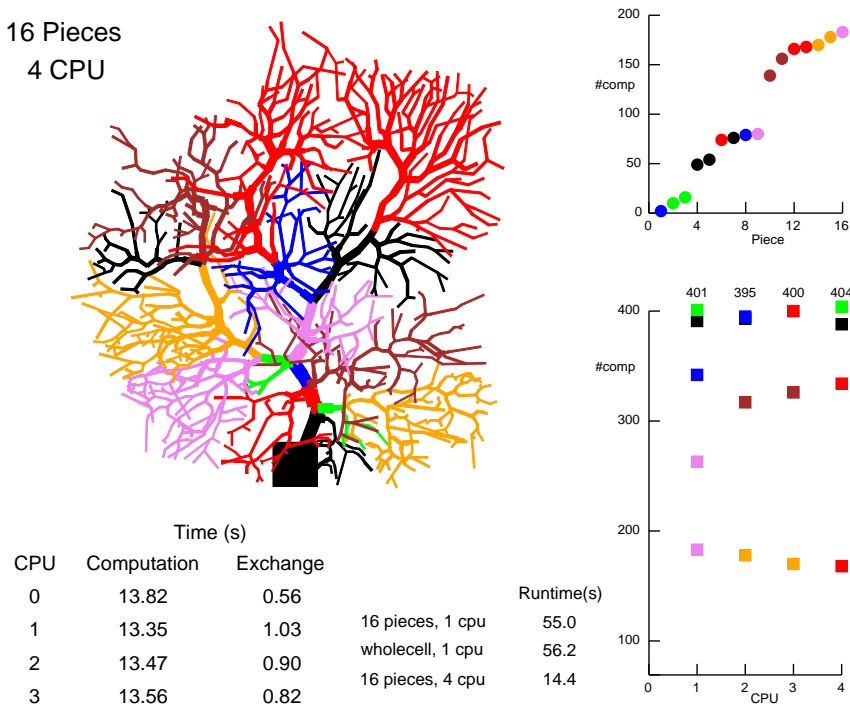 16 Pieces
4 CPU
200
150
#comp
100
50
0
0 4 8 12 16
Piece
401 395 400 404
400
#comp
300
200
100
0 1 2 3 4
CPU
Time (s)
CPU Computation Exchange
0 13.82 0.56
1 13.35 1.03
2 13.47 0.90
3 13.56 0.82
Runtime(s)
16 pieces, 1 cpu 55.0
wholecell, 1 cpu 56.2
16 pieces, 4 cpu 14.4